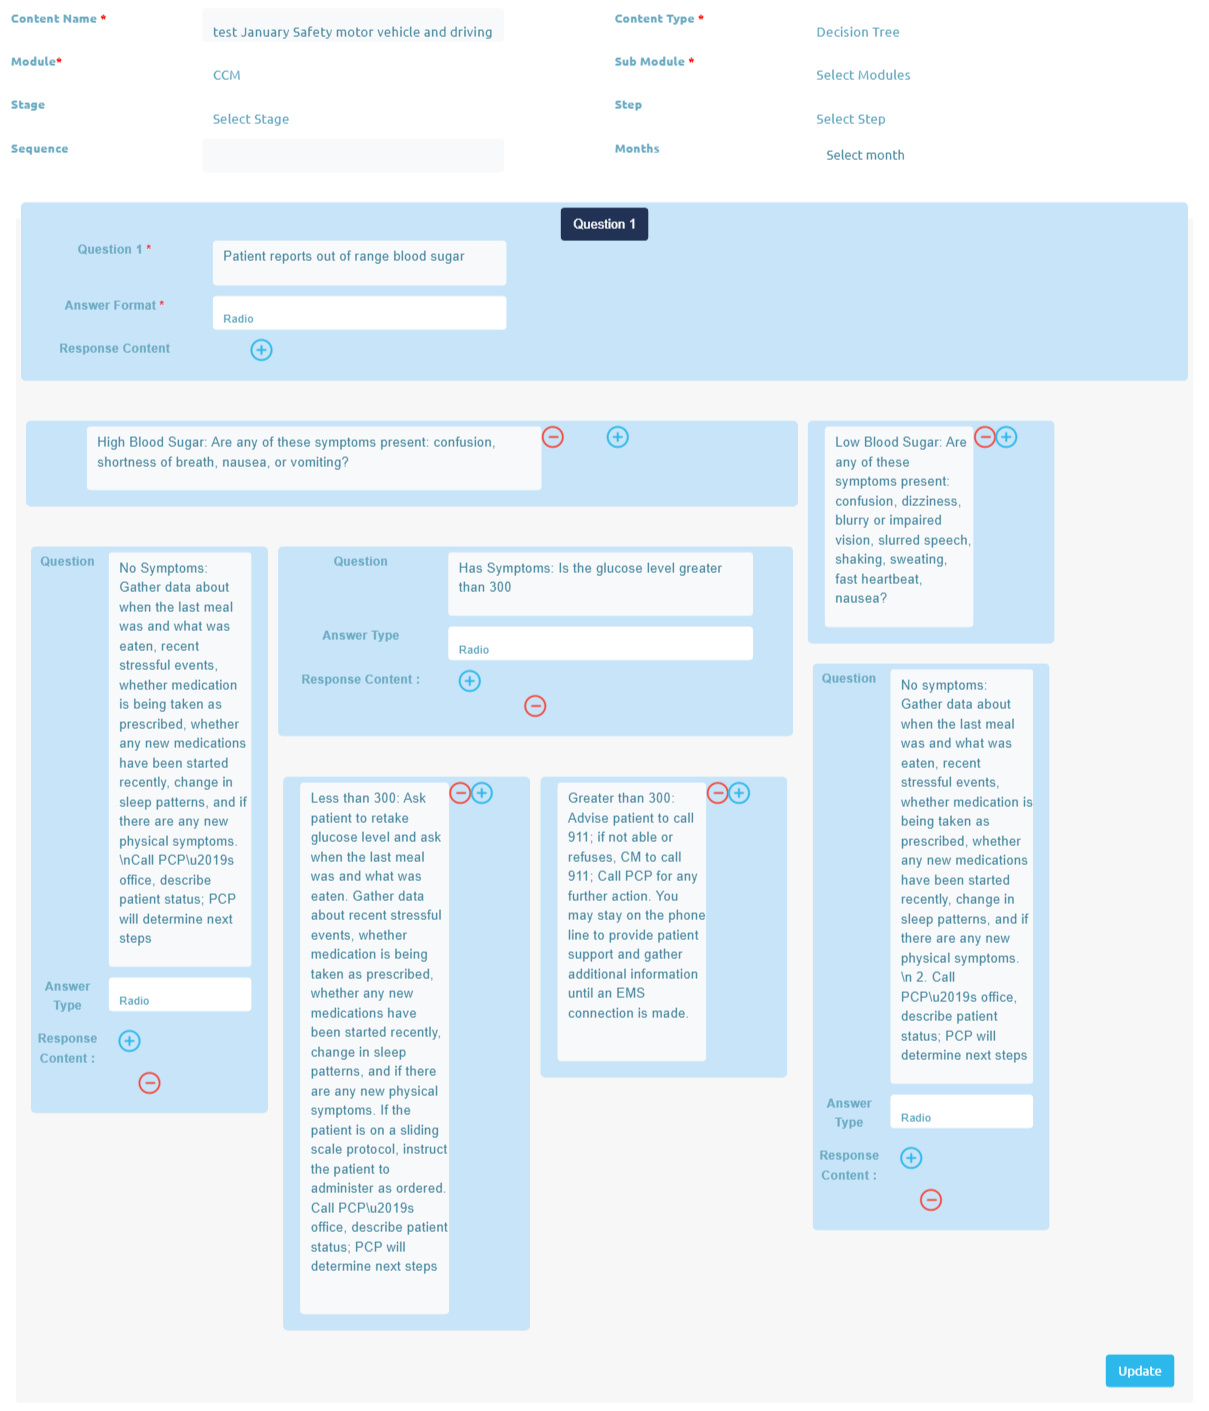 Content Name *
test January Safety motor vehicle and driving
Content Type *
Decision Tree
Module*
CCM
Sub Module *
Select Modules
Stage
Select Stage
Step
Select Step
Sequence
Months
Select month
Question 1
Question 1 *
Patient reports out of range blood sugar
Answer Format *
Radio
Response Content
High Blood Sugar: Are any of these symptoms present: confusion,
shortness of breath, nausea, or vomiting?
Low Blood Sugar: Are
any of these
symptoms present:
confusion, dizziness,
blurry or impaired
vision, slurred speech,
shaking, sweating,
fast heartbeat,
nausea?
Question
No Symptoms:
Gather data about
when the last meal
was and what was
eaten, recent
stressful events,
whether medication
is being taken as
prescribed, whether
any new medications
have been started
recently, change in
sleep patterns, and if
there are any new
physical symptoms.
\nCall PCP\u2019s
office, describe
patient status; PCP
will determine next
steps
Answer
Type
Radio
Response
Content :
Question
Has Symptoms: Is the glucose level greater
than 300
Answer Type
Radio
Response Content :
Less than 300: Ask
patient to retake
glucose level and ask
when the last meal
was and what was
eaten. Gather data
about recent stressful
events, whether
medication is being
taken as prescribed,
whether any new
medications have
been started recently,
change in sleep
patterns, and if there
are any new physical
symptoms. If the
patient is on a sliding
scale protocol, instruct
the patient to
administer as ordered.
Call PCP\u2019s
office, describe patient
status; PCP will
determine next steps
Greater than 300:
Advise patient to call
911; if not able or
refuses, CM to call
911; Call PCP for any
further action. You
may stay on the phone
line to provide patient
support and gather
additional information
until an EMS
connection is made.
Question
No symptoms:
Gather data about
when the last meal
was and what was
eaten, recent
stressful events,
whether medication is
being taken as
prescribed, whether
any new medications
have been started
recently, change in
sleep patterns, and if
there are any new
physical symptoms.
\n 2. Call
PCP\u2019s office,
describe patient
status; PCP will
determine next steps
Answer
Type
Radio
Response
Content :
Update